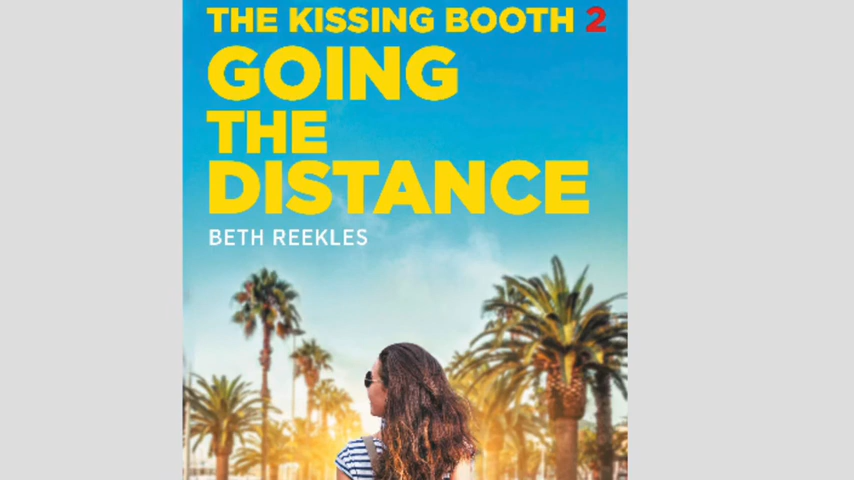 THE KISSING BOOTH 2
GOING
THE
DISTANCE
BETH REEKLES